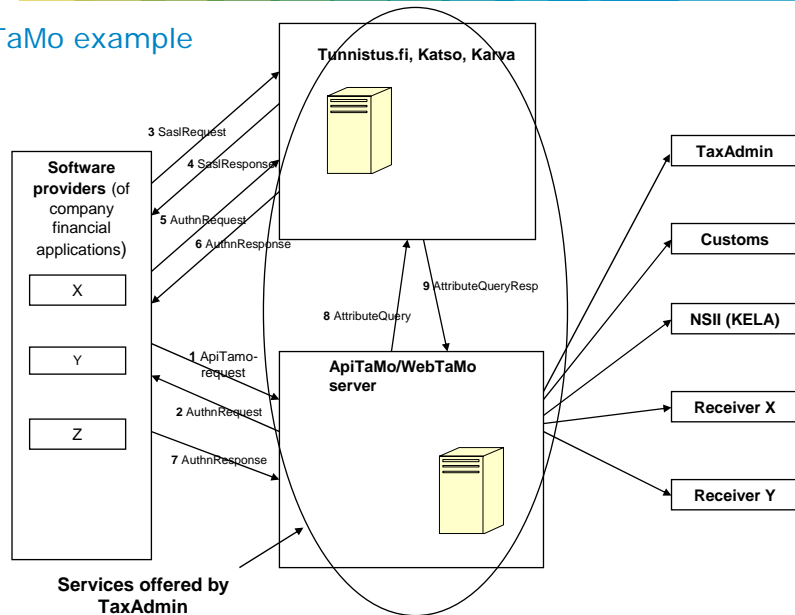 TaMo example
Tunnistus.fi, Katso, Karva
3 SaslRequest
4 SaslResponse
5 AuthnRequest
6 AuthnResponse
Software
providers (of
company
financial
applications)
X
Y
Z
1 ApiTamo-
request
2 AuthnRequest
7 AuthnResponse
8 AttributeQuery
9 AttributeQueryResp
ApiTaMo/WebTaMo
server
TaxAdmin
Customs
NSII (KELA)
Receiver X
Receiver Y
Services offered by
TaxAdmin